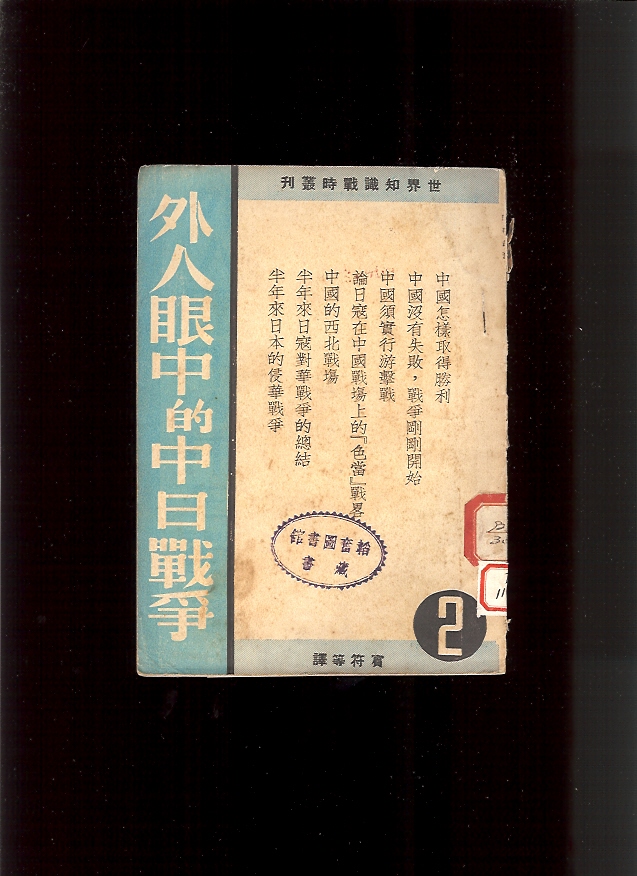 世界知識戰時叢刊
外人眼中的中日戰爭
中國怎樣取得勝利
中國沒有失敗，戰爭剛剛開始
中國須實行游擊戰
論日寇在中國戰場上的『色當』戰畧
中國的西北戰場
半年來日寇對華戰爭的總結
半年來日本的侵華戰爭
韜奮圖書館
藏書
2
賓符等譯